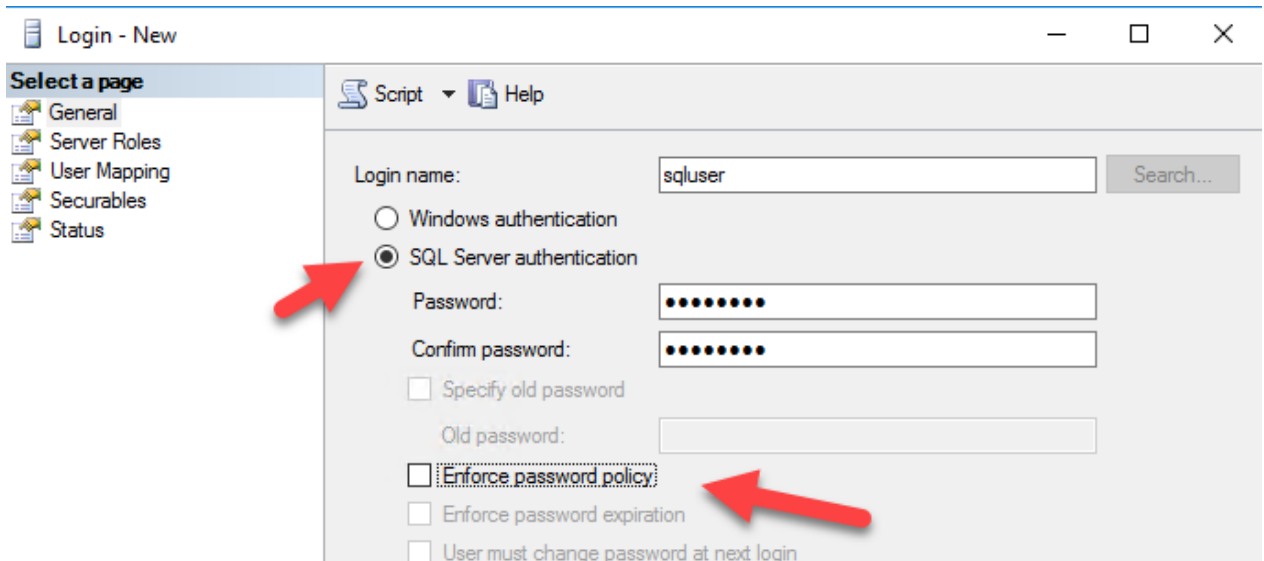 Login - New
Select a page
General
Server Roles
User Mapping
Securables
Status
Script Help
Login name: sqluser Search...
Windows authentication
SQL Server authentication
Password: ●●●●●●●●
Confirm password: ●●●●●●●●
Specify old password
Old password:
Enforce password policy
Enforce password expiration
User must change password at next login